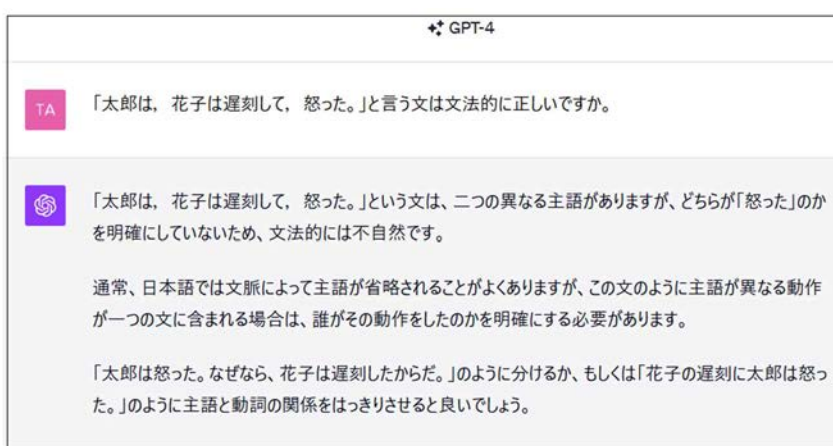 GPT-4
TA
「太郎は，花子は遅刻して，怒った。」と言う文は文法的に正しいですか。
「太郎は，花子は遅刻して，怒った。」という文は、二つの異なる主語がありますが、どちらが「怒った」のか
を明確にしていないため、文法的には不自然です。
通常、日本語では文脈によって主語が省略されることがよくありますが、この文のように主語が異なる動作
が一つの文に含まれる場合は、誰がその動作をしたのかを明確にする必要があります。
「太郎は怒った。なぜなら、花子は遅刻したからだ。」のように分けるか、もしくは「花子の遅刻に太郎は怒っ
た。」のように主語と動詞の関係をはっきりさせると良いでしょう。